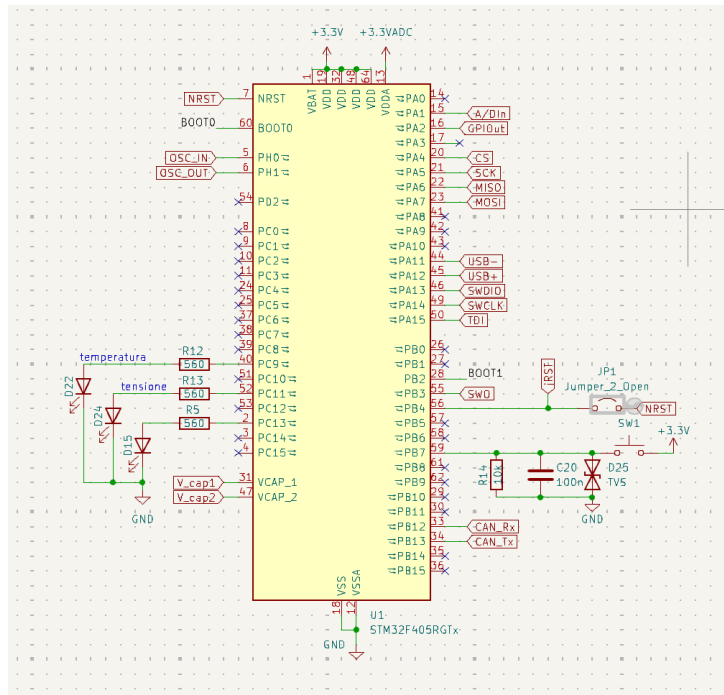 +3.3V +3.3VADC
1 19 32 48 64 13
VBAT VDD VDD VDD VDD VDDA
NRST 7 NRST
BOOT0 60 BOOT0
OSC_IN 5 PH0
OSC_OUT 6 PH1
54 PD2
8 PC0
9 PC1
10 PC2
11 PC3
24 PC4
25 PC5
37 PC6
38 PC7
39 PC8
temperatura R12 560 40 PC9
51 PC10
tensione R13 560 52 PC11
53 PC12
R5 560 2 PC13
3 PC14
4 PC15
D22
D24
D15
GND
V_cap1 31 VCAP_1
V_cap2 47 VCAP_2
PA0 14
PA1 15 A/DIn
PA2 16 GPIOut
PA3 17
PA4 20 CS
PA5 21 SCK
PA6 22 MISO
PA7 23 MOSI
PA8 41
PA9 42
PA10 43
PA11 44 USB-
PA12 45 USB+
PA13 46 SWDIO
PA14 49 SWCLK
PA15 50 TDI
PB0 26
PB1 27
PB2 28 BOOT1
PB3 55 SWO
PB4 56
PB5 57
PB6 58
PB7 59
PB8 61
PB9 62
PB10 29
PB11 30
PB12 33 CAN_Rx
PB13 34 CAN_Tx
PB14 35
PB15 36
JP1
Jumper_2_Open
NRST
SW1
+3.3V
R14 10k
C20
100n
D25
TVS
GND
VSS VSSA
18 12
U1
STM32F405RGTx
GND